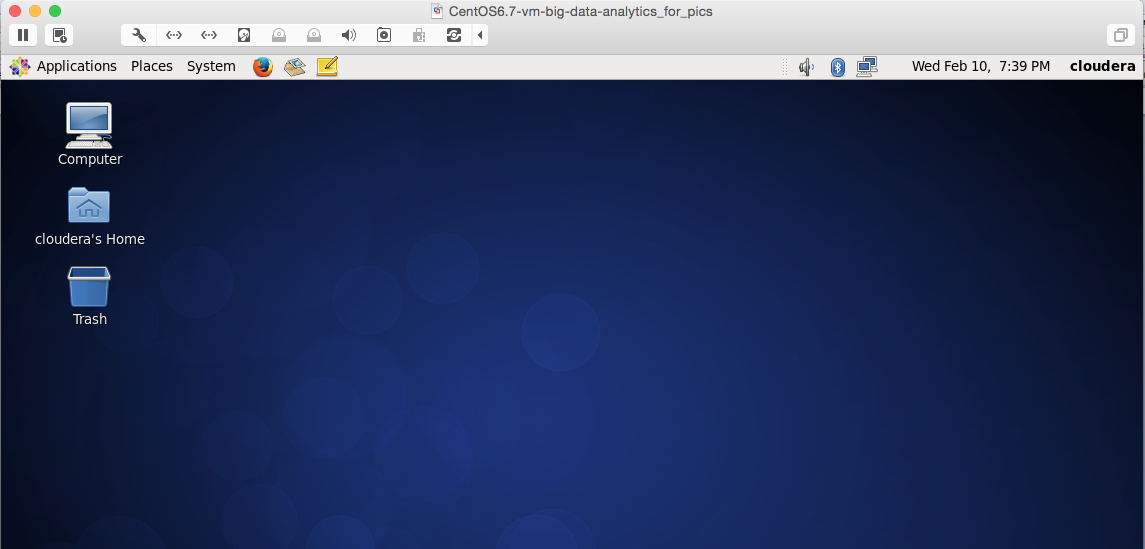 CentOS6.7-vm-big-data-analytics_for_pics
Applications Places System Wed Feb 10, 7:39 PM cloudera
Computer
cloudera's Home
Trash